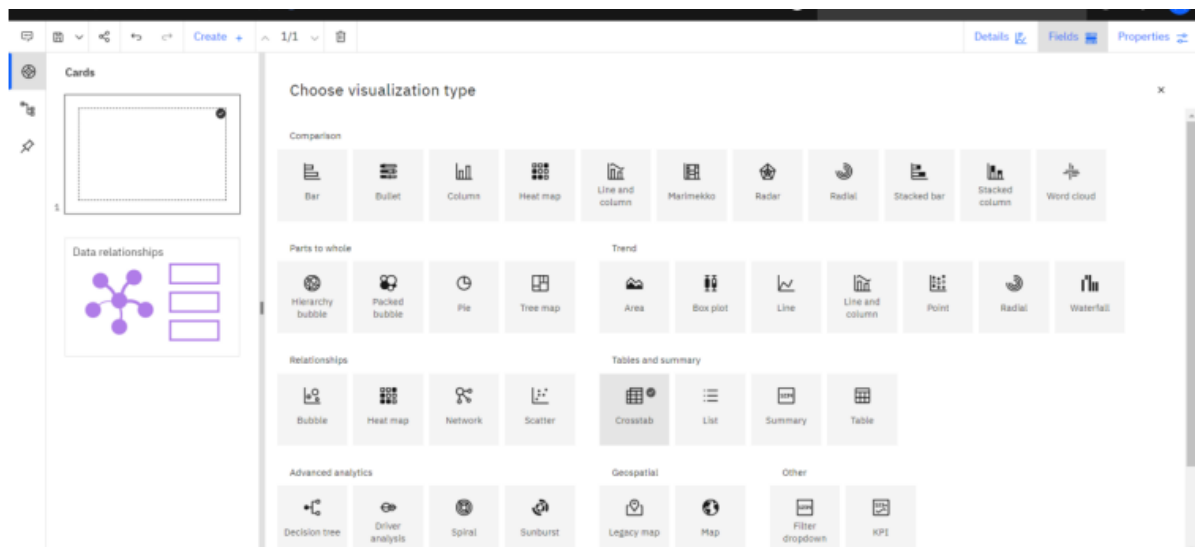 Create +
1/1
Details
Fields
Properties
Cards
Choose visualization type
Comparison
Bar
Bullet
Column
Heat map
Line and
column
Marimekko
Radar
Radial
Stacked bar
Stacked
column
Word cloud
1
Data relationships
Parts to whole
Trend
Hierarchy
bubble
Packed
bubble
Pie
Tree map
Area
Box plot
Line
Line and
column
Point
Radial
Waterfall
Relationships
Tables and summary
Bubble
Heat map
Network
Scatter
Crosstab
List
Summary
Table
Advanced analytics
Geospatial
Other
Decision tree
Driver
analysis
Spiral
Sunburst
Legacy map
Map
Filter
dropdown
KPI